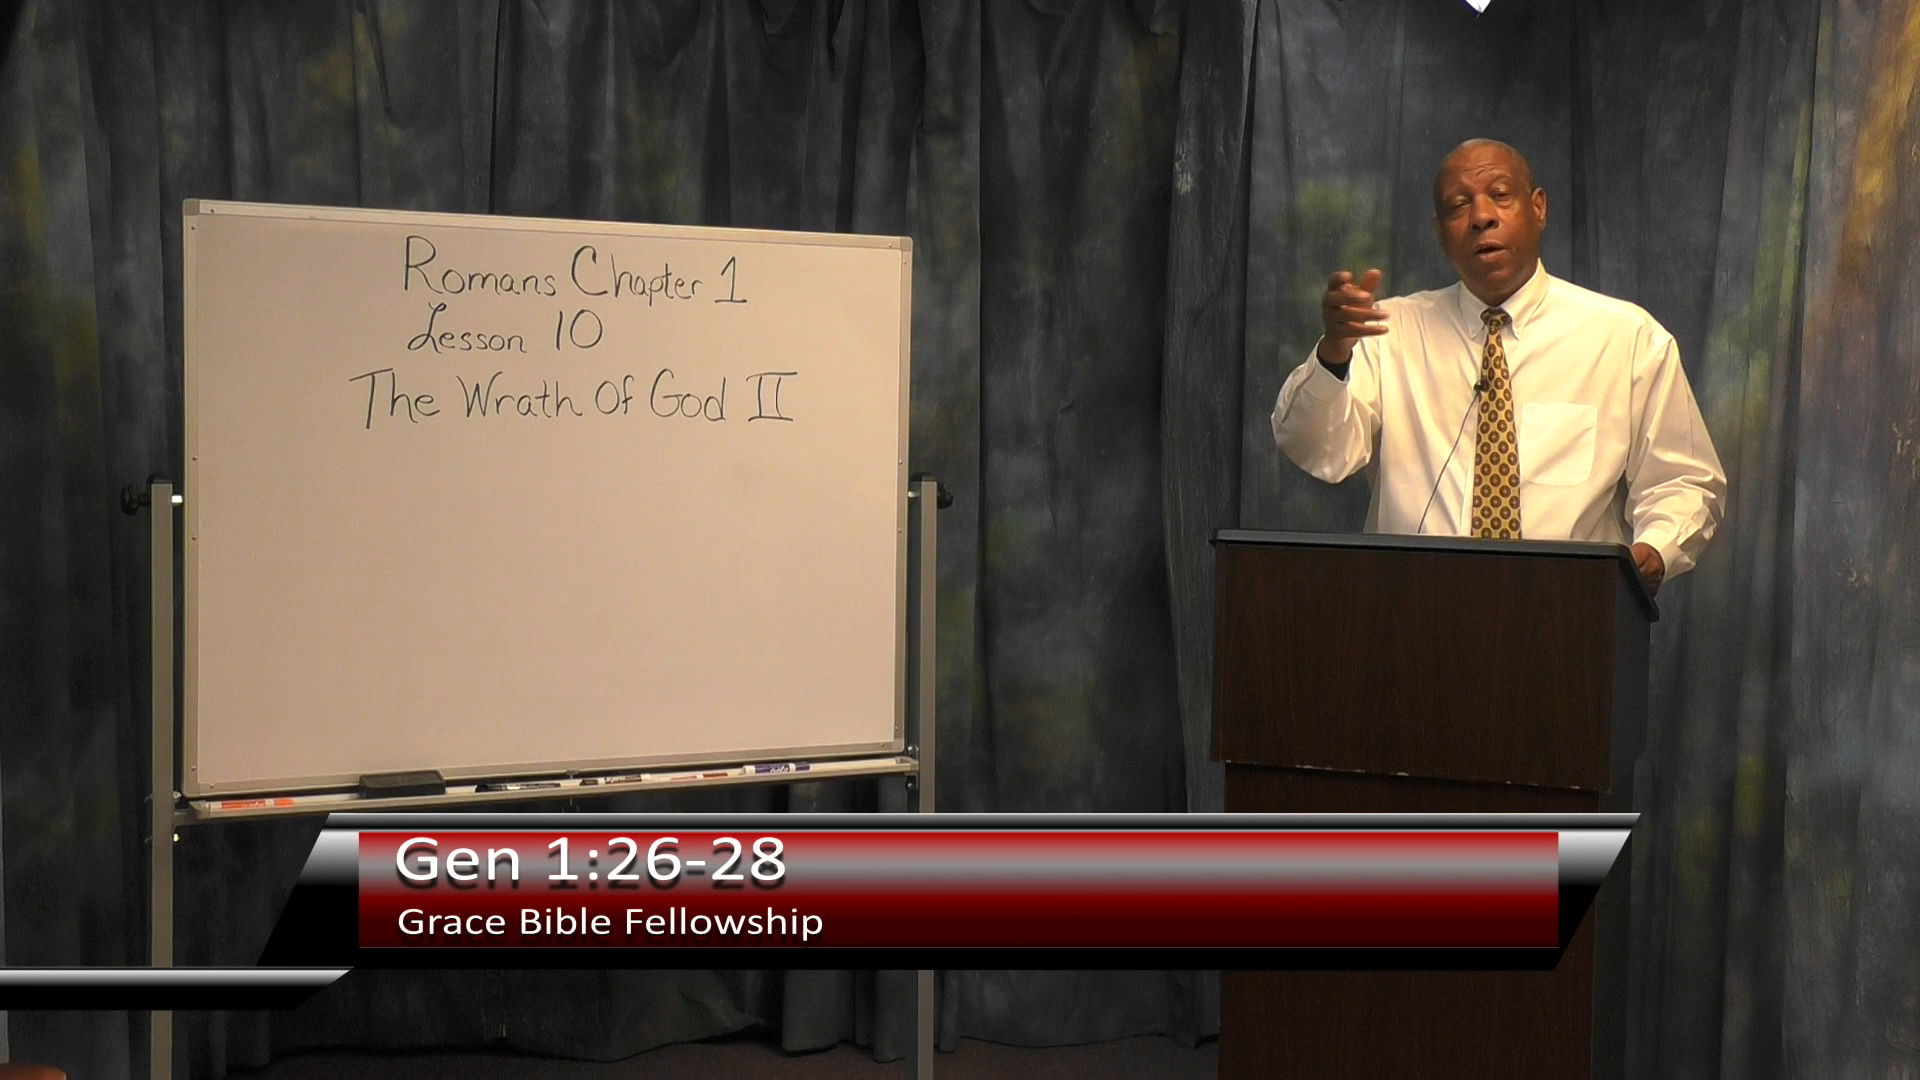 Romans Chapter 1
Lesson 10
The Wrath Of God II
Gen 1:26-28
Grace Bible Fellowship